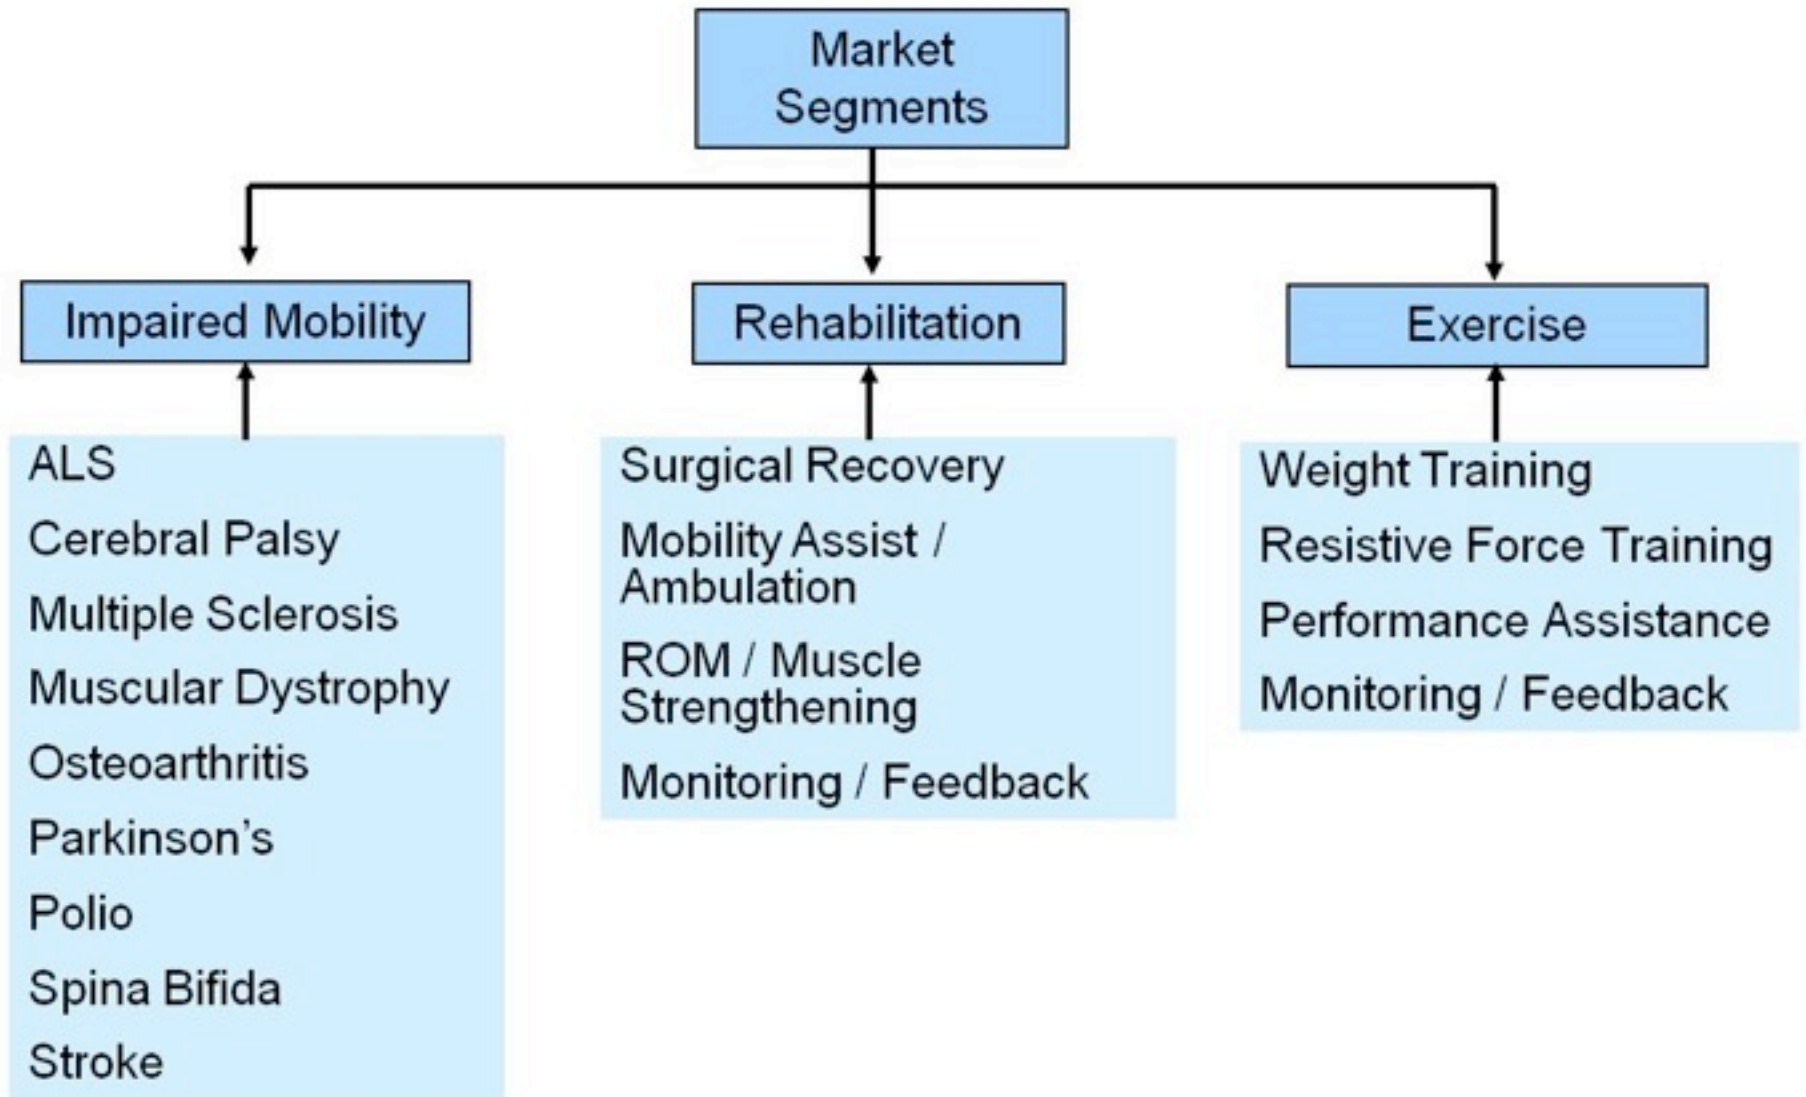 Market
Segments
Impaired Mobility
ALS
Cerebral Palsy
Multiple Sclerosis
Muscular Dystrophy
Osteoarthritis
Parkinson’s
Polio
Spina Bifida
Stroke
Rehabilitation
Surgical Recovery
Mobility Assist /
Ambulation
ROM / Muscle
Strengthening
Monitoring / Feedback
Exercise
Weight Training
Resistive Force Training
Performance Assistance
Monitoring / Feedback